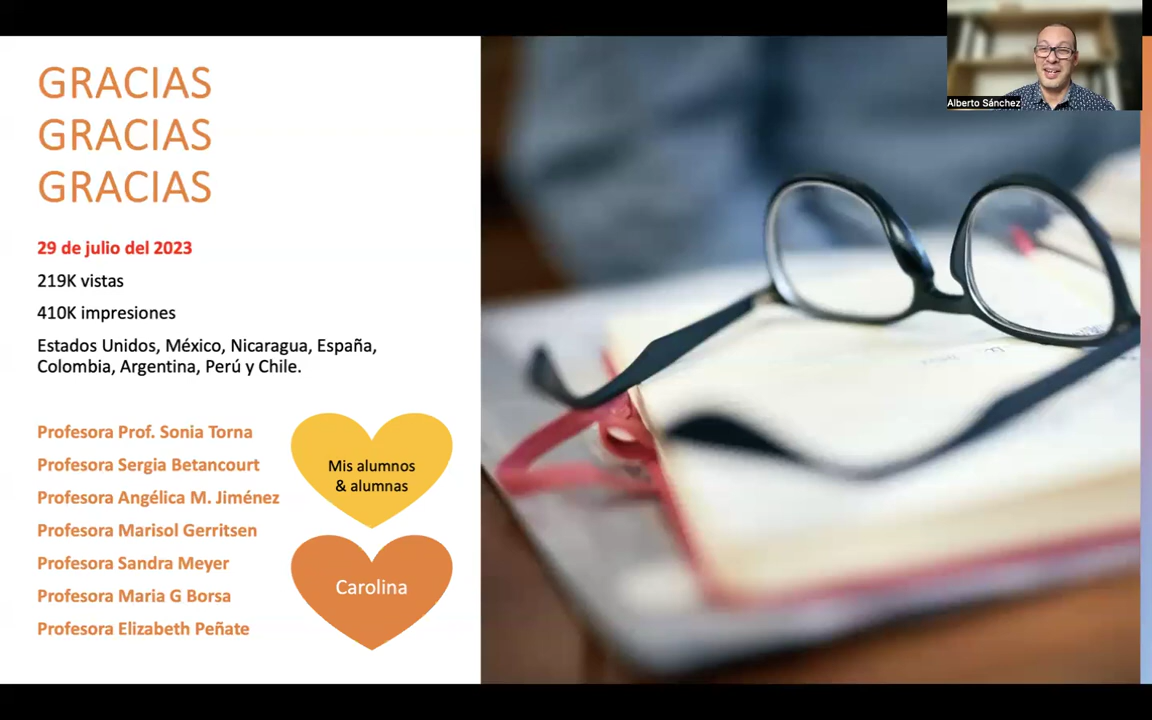 GRACIAS
GRACIAS
GRACIAS
29 de julio del 2023
219K vistas
410K impresiones
Estados Unidos, México, Nicaragua, España,
Colombia, Argentina, Perú y Chile.
Profesora Prof. Sonia Torna
Profesora Sergia Betancourt
Profesora Angélica M. Jiménez
Profesora Marisol Gerritsen
Profesora Sandra Meyer
Profesora Maria G Borsa
Profesora Elizabeth Peñate
Mis alumnos
& alumnas
Carolina
Alberto Sánchez